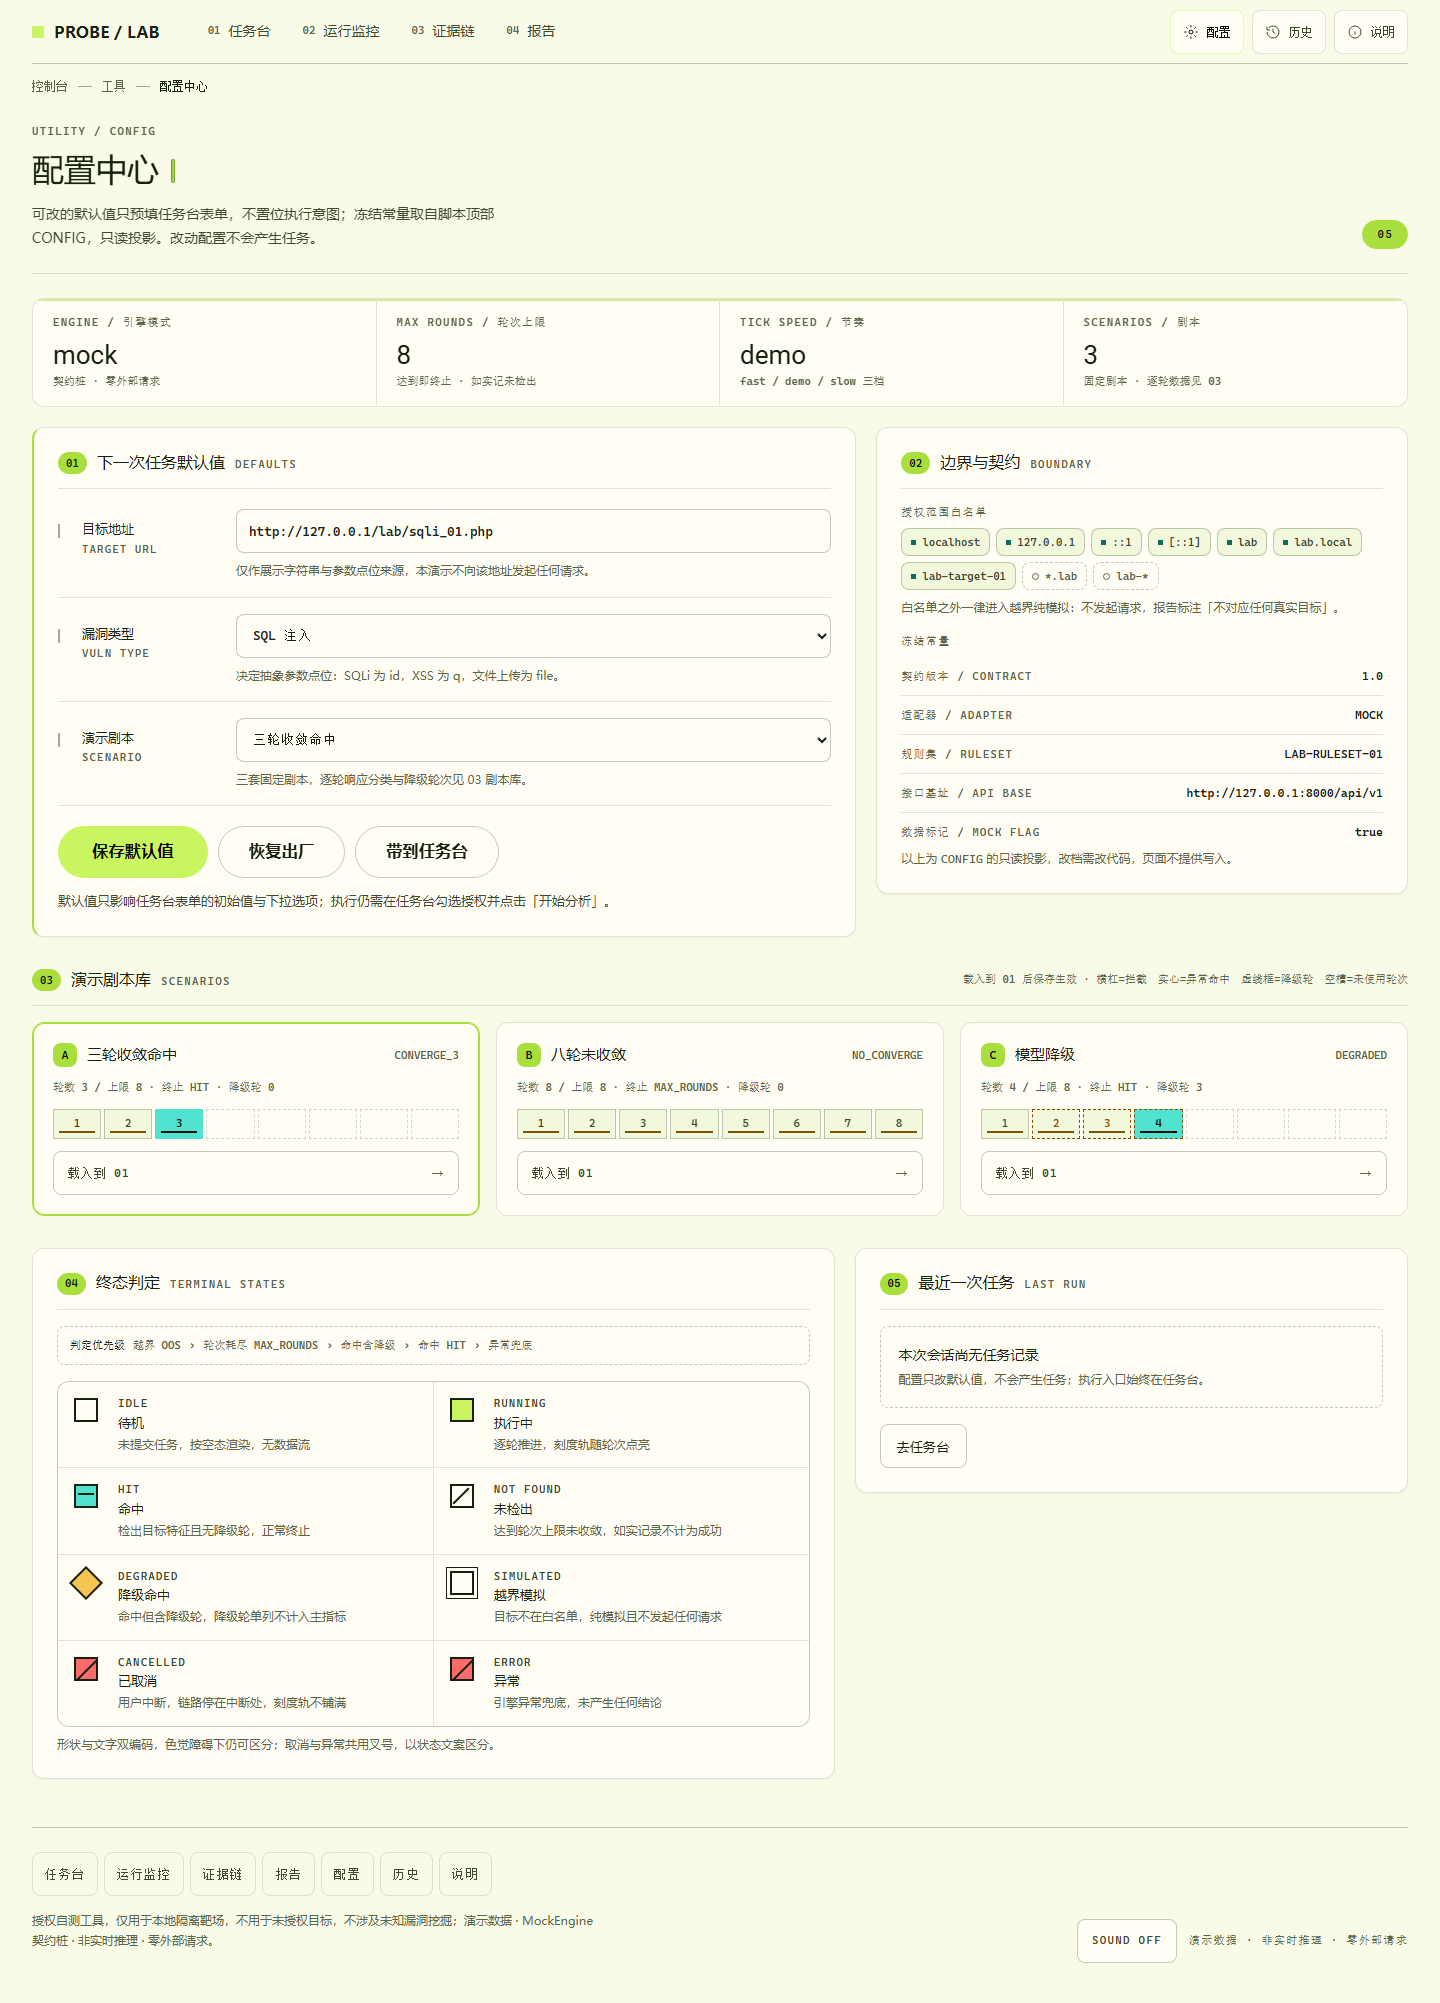 PROBE / LAB
01 任务台
02 运行监控
03 证据链
04 报告
配置
历史
说明
控制台 — 工具 — 配置中心
UTILITY / CONFIG
配置中心
可改的默认值只预填任务台表单，不置位执行意图；冻结常量取自脚本顶部
CONFIG，只读投影。改动配置不会产生任务。
05
ENGINE / 引擎模式
mock
契约桩 · 零外部请求
MAX ROUNDS / 轮次上限
8
达到即终止 · 如实记未检出
TICK SPEED / 节奏
demo
fast / demo / slow 三档
SCENARIOS / 剧本
3
固定剧本 · 逐轮数据见 03
01 下一次任务默认值 DEFAULTS
目标地址
TARGET URL
http://127.0.0.1/lab/sqli_01.php
仅作展示字符串与参数点位来源，本演示不向该地址发起任何请求。
漏洞类型
VULN TYPE
SQL 注入
决定抽象参数点位：SQLi 为 id，XSS 为 q，文件上传为 file。
演示剧本
SCENARIO
三轮收敛命中
三套固定剧本，逐轮响应分类与降级轮次见 03 剧本库。
保存默认值
恢复出厂
带到任务台
默认值只影响任务台表单的初始值与下拉选项；执行仍需在任务台勾选授权并点击「开始分析」。
02 边界与契约 BOUNDARY
授权范围白名单
localhost
127.0.0.1
::1
[::1]
lab
lab.local
lab-target-01
*.lab
lab-*
白名单之外一律进入越界纯模拟：不发起请求，报告标注「不对应任何真实目标」。
冻结常量
契约版本 / CONTRACT 1.0
适配器 / ADAPTER MOCK
规则集 / RULESET LAB-RULESET-01
接口基址 / API BASE http://127.0.0.1:8000/api/v1
数据标记 / MOCK FLAG true
以上为 CONFIG 的只读投影，改档需改代码，页面不提供写入。
03 演示剧本库 SCENARIOS
载入到 01 后保存生效 · 横杠=拦截 实心=异常命中 虚线框=降级轮 空槽=未使用轮次
A 三轮收敛命中 CONVERGE_3
轮数 3 / 上限 8 · 终止 HIT · 降级轮 0
1 2 3
载入到 01 →
B 八轮未收敛 NO_CONVERGE
轮数 8 / 上限 8 · 终止 MAX_ROUNDS · 降级轮 0
1 2 3 4 5 6 7 8
载入到 01 →
C 模型降级 DEGRADED
轮数 4 / 上限 8 · 终止 HIT · 降级轮 3
1 2 3 4
载入到 01 →
04 终态判定 TERMINAL STATES
判定优先级 越界 OOS › 轮次耗尽 MAX_ROUNDS › 命中含降级 › 命中 HIT › 异常兜底
IDLE
待机
未提交任务，按空态渲染，无数据流
RUNNING
执行中
逐轮推进，刻度轨随轮次点亮
HIT
命中
检出目标特征且无降级轮，正常终止
NOT FOUND
未检出
达到轮次上限未收敛，如实记录不计为成功
DEGRADED
降级命中
命中但含降级轮，降级轮单列不计入主指标
SIMULATED
越界模拟
目标不在白名单，纯模拟且不发起任何请求
CANCELLED
已取消
用户中断，链路停在中断处，刻度轨不铺满
ERROR
异常
引擎异常兜底，未产生任何结论
形状与文字双编码，色觉障碍下仍可区分；取消与异常共用叉号，以状态文案区分。
05 最近一次任务 LAST RUN
本次会话尚无任务记录
配置只改默认值，不会产生任务；执行入口始终在任务台。
去任务台
任务台
运行监控
证据链
报告
配置
历史
说明
授权自测工具，仅用于本地隔离靶场，不用于未授权目标，不涉及未知漏洞挖掘；演示数据 · MockEngine
契约桩 · 非实时推理 · 零外部请求。
SOUND OFF
演示数据 · 非实时推理 · 零外部请求